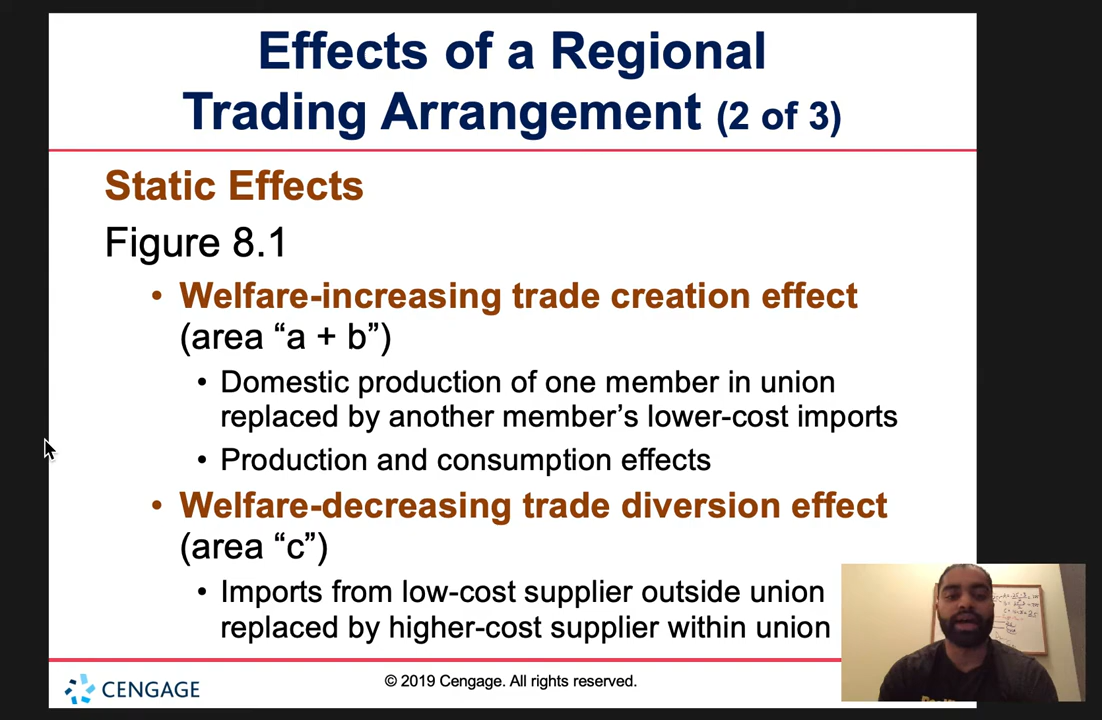 Effects of a Regional
Trading Arrangement (2 of 3)
Static Effects
Figure 8.1
• Welfare-increasing trade creation effect
(area “a + b”)
• Domestic production of one member in union
replaced by another member’s lower-cost imports
• Production and consumption effects
• Welfare-decreasing trade diversion effect
(area “c”)
• Imports from low-cost supplier outside union
replaced by higher-cost supplier within union
CENGAGE
© 2019 Cengage. All rights reserved.